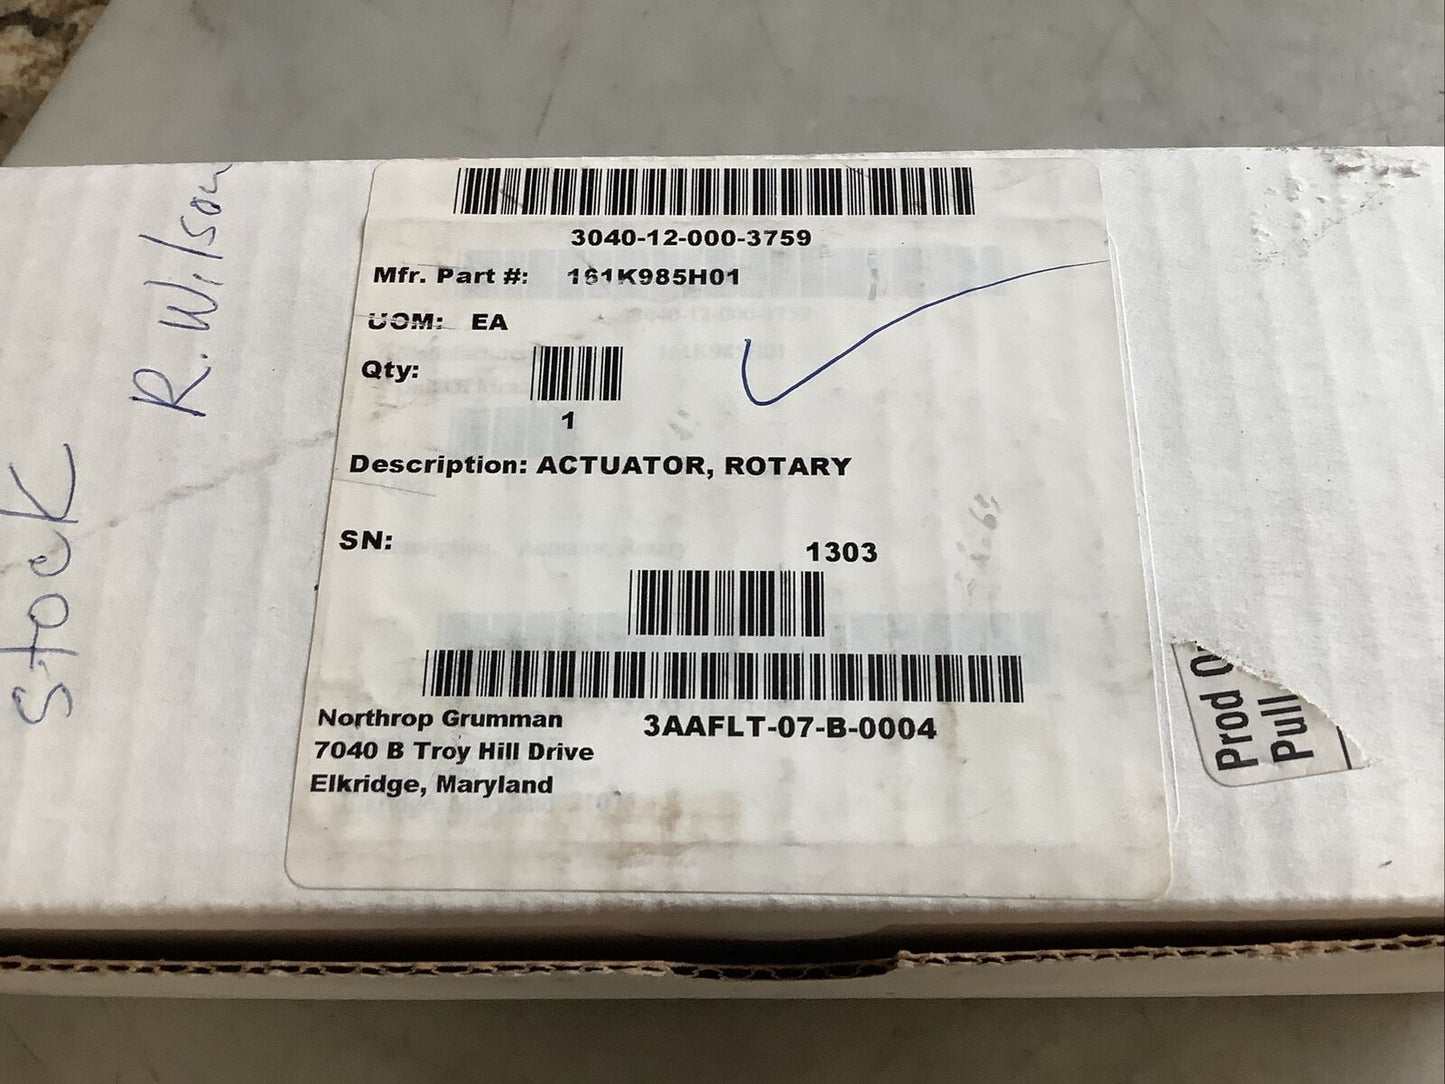 3040-12-000-3759
Mfr. Part #: 161K985H01
UOM: EA
Qty:
1
Description: ACTUATOR, ROTARY
SN:
1303
Northrop Grumman
7040 B Troy Hill Drive
Elkridge, Maryland
3AAFLT-07-B-0004
R. Wilson
Stock
Prod
Pull